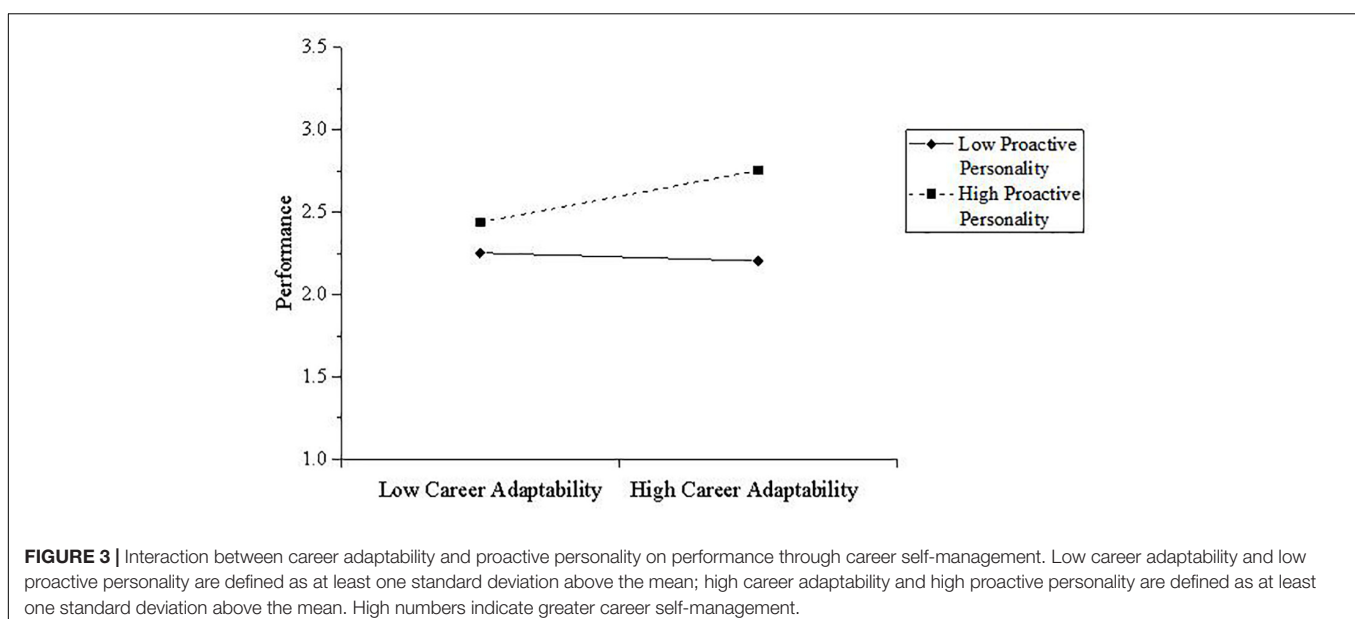 3.5
3.0
2.5
2.0
1.5
1.0
Performance
Low Career Adaptability High Career Adaptability
Low Proactive
Personality
High Proactive
Personality
FIGURE 3 | Interaction between career adaptability and proactive personality on performance through career self-management. Low career adaptability and low
proactive personality are defined as at least one standard deviation above the mean; high career adaptability and high proactive personality are defined as at least
one standard deviation above the mean. High numbers indicate greater career self-management.